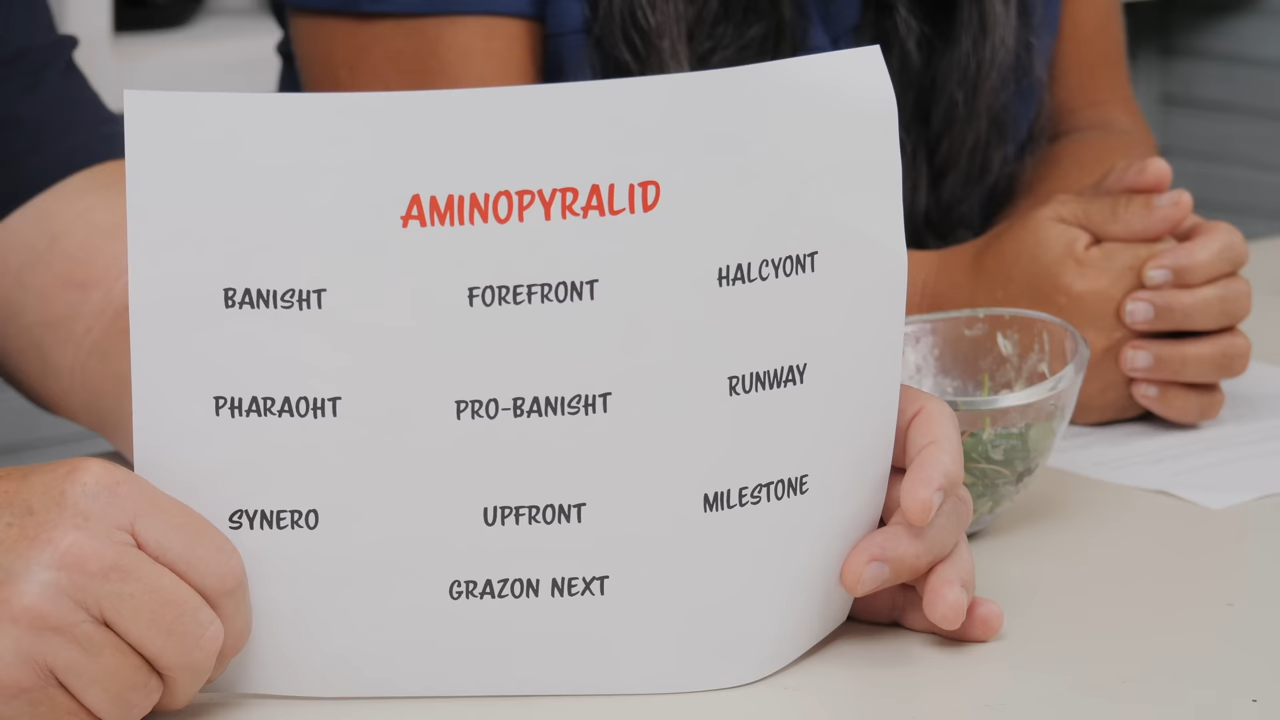 AMINOPYRALID
BANISHT FOREFRONT HALCYONT
PHARAOHT PRO-BANISHT RUNWAY
SYNERO UPFRONT MILESTONE
GRAZON NEXT